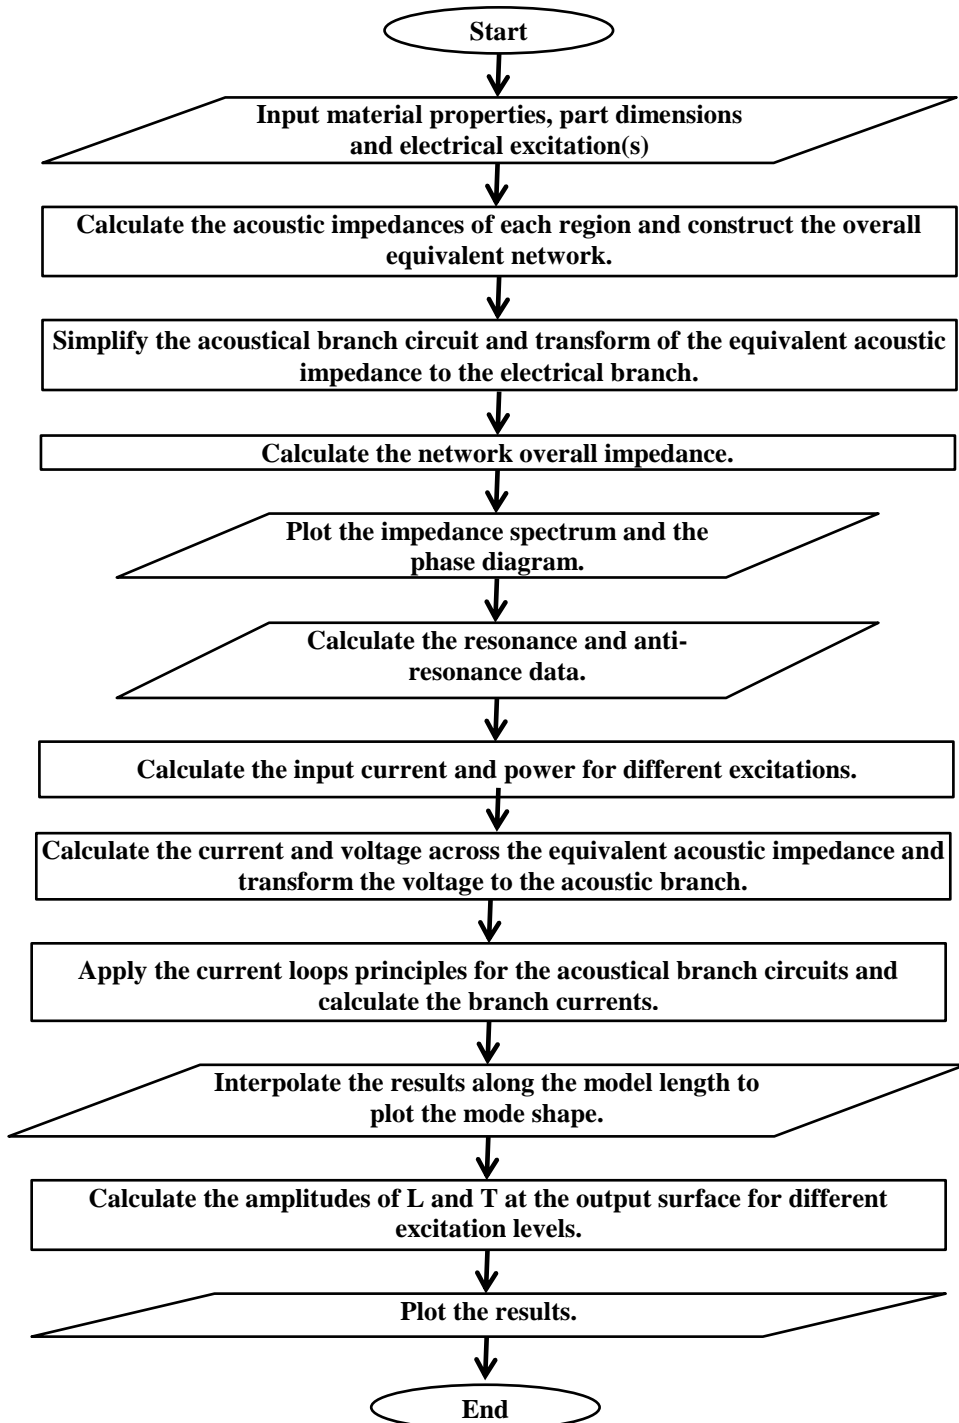 Start
Input material properties, part dimensions
and electrical excitation(s)
Calculate the acoustic impedances of each region and construct the overall
equivalent network.
Simplify the acoustical branch circuit and transform of the equivalent acoustic
impedance to the electrical branch.
Calculate the network overall impedance.
Plot the impedance spectrum and the
phase diagram.
Calculate the resonance and anti-
resonance data.
Calculate the input current and power for different excitations.
Calculate the current and voltage across the equivalent acoustic impedance and
transform the voltage to the acoustic branch.
Apply the current loops principles for the acoustical branch circuits and
calculate the branch currents.
Interpolate the results along the model length to
plot the mode shape.
Calculate the amplitudes of L and T at the output surface for different
excitation levels.
Plot the results.
End